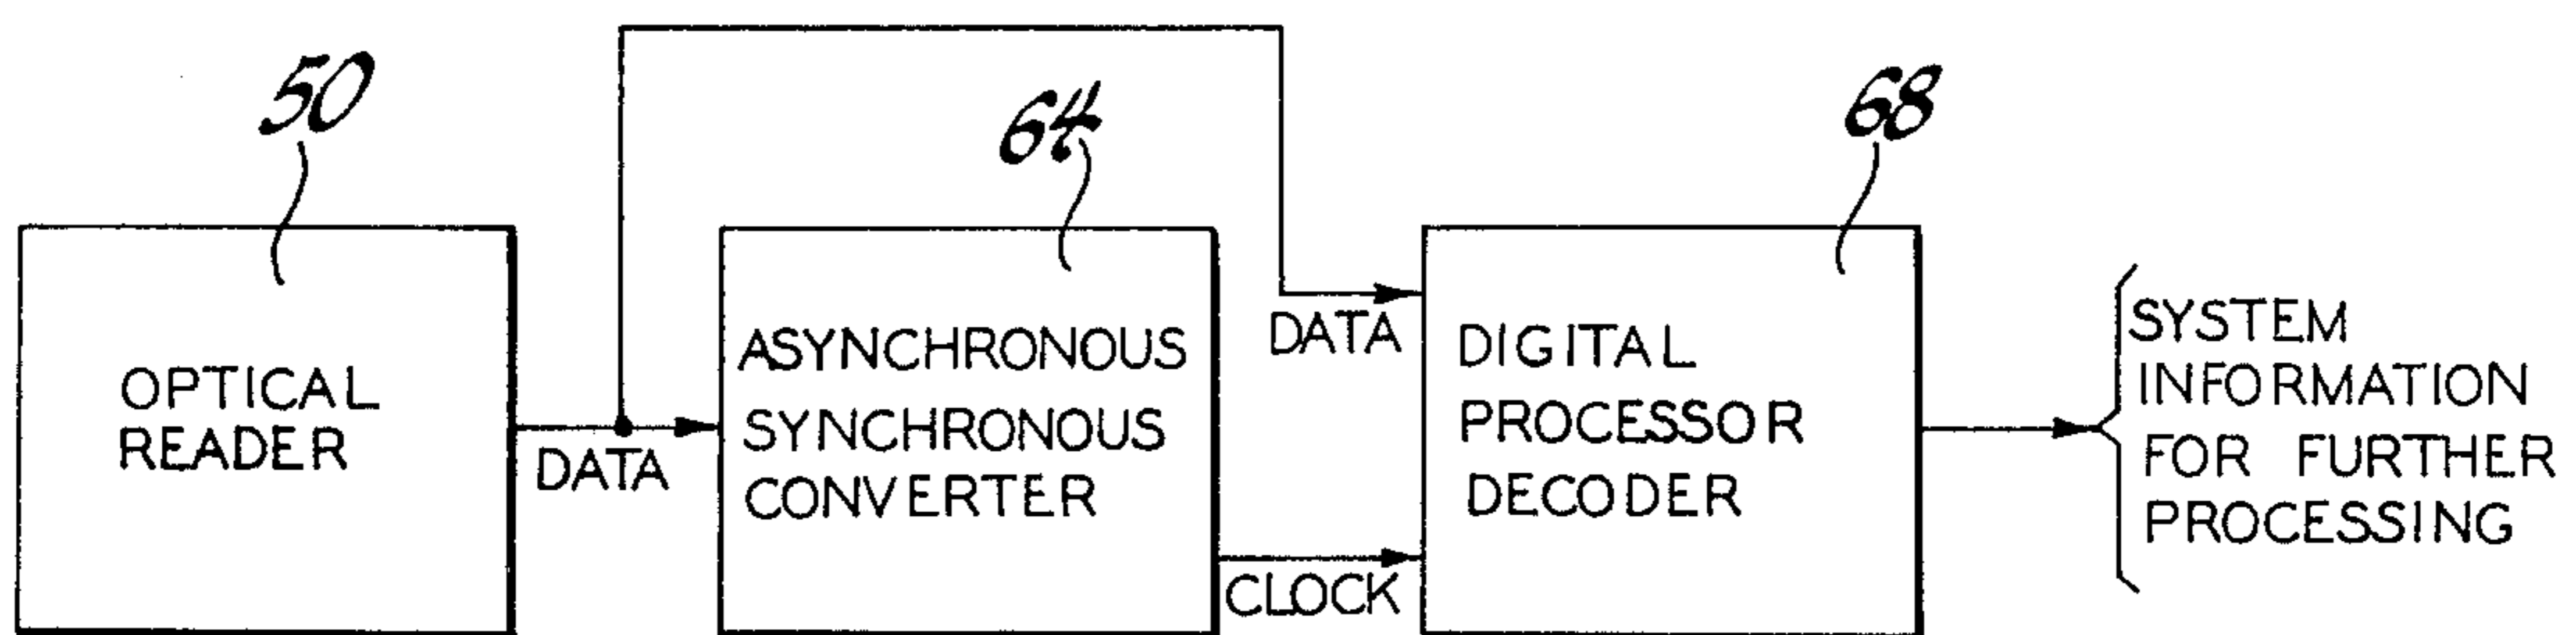 50
64
68
OPTICAL
READER
DATA
ASYNCHRONOUS
SYNCHRONOUS
CONVERTER
DATA
CLOCK
DIGITAL
PROCESSOR
DECODER
SYSTEM
INFORMATION
FOR FURTHER
PROCESSING